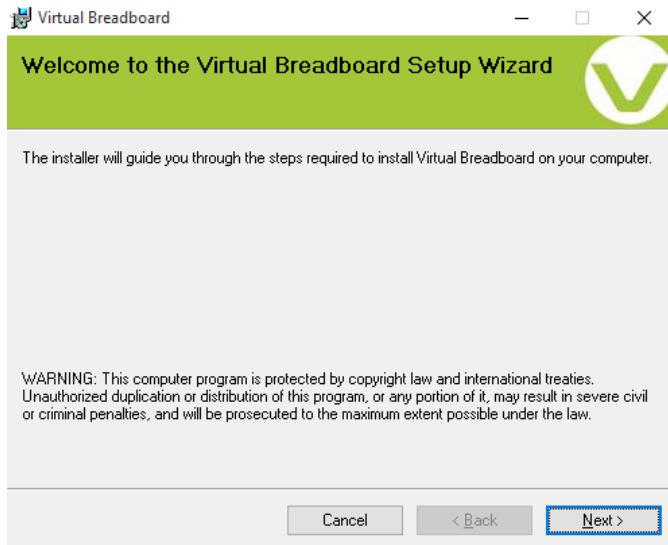 Virtual Breadboard
Welcome to the Virtual Breadboard Setup Wizard
The installer will guide you through the steps required to install Virtual Breadboard on your computer.
WARNING: This computer program is protected by copyright law and international treaties.
Unauthorized duplication or distribution of this program, or any portion of it, may result in severe civil
or criminal penalties, and will be prosecuted to the maximum extent possible under the law.
Cancel
< Back
Next >